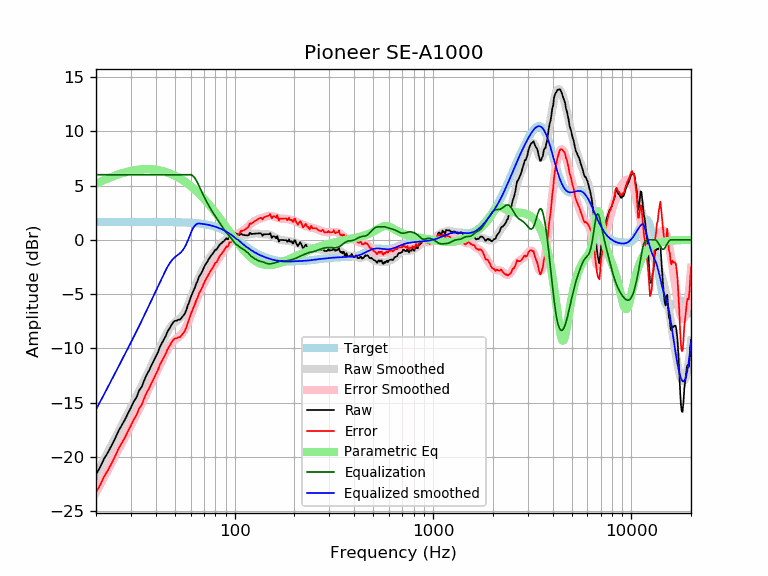 Pioneer SE-A1000
Amplitude (dBr)
15
10
5
0
−5
−10
−15
−20
−25
Target
Raw Smoothed
Error Smoothed
Raw
Error
Parametric Eq
Equalization
Equalized smoothed
100
1000
10000
Frequency (Hz)